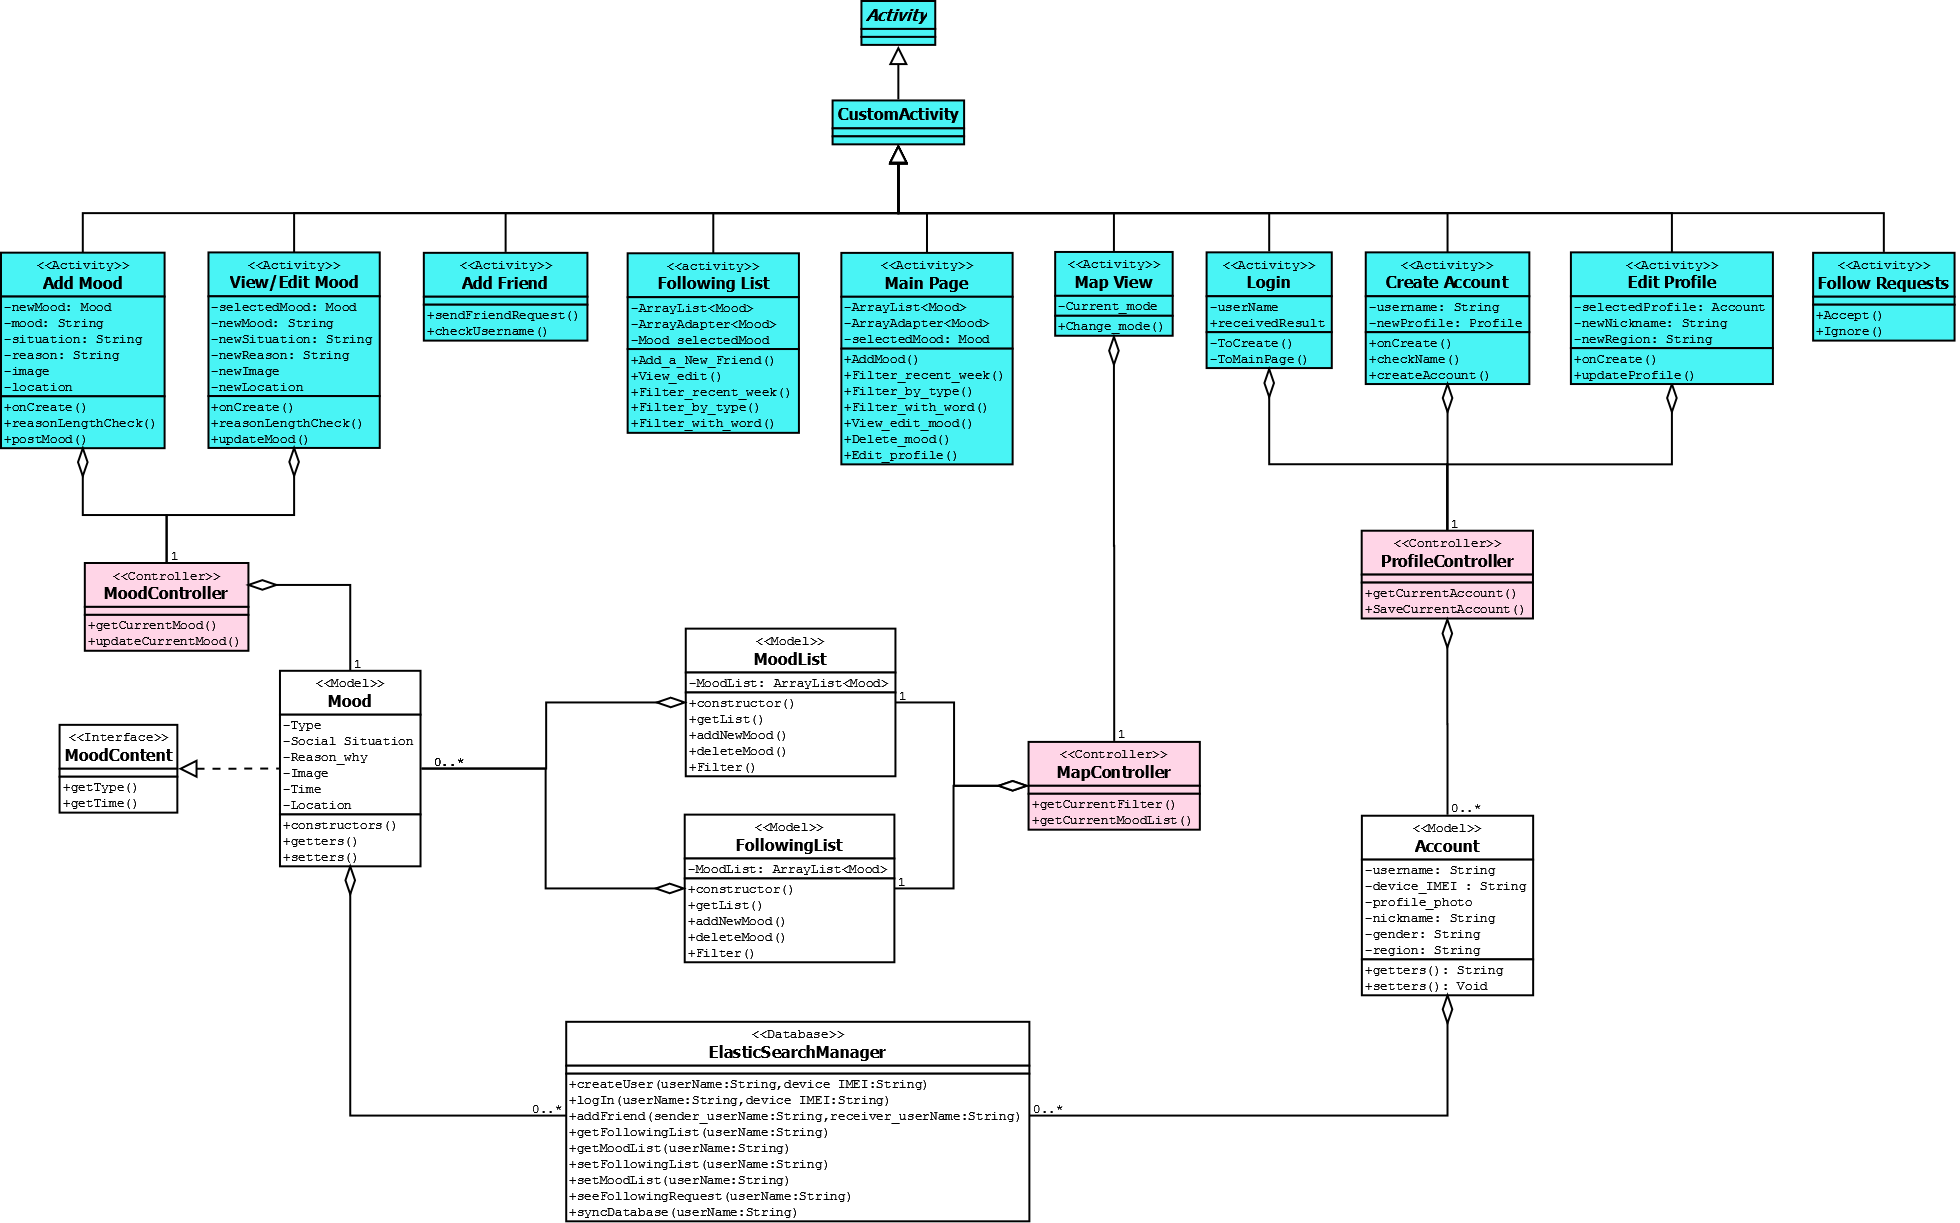 Activity
CustomActivity
<<Activity>>
Add Mood
-newMood: Mood
-mood: String
-situation: String
-reason: String
-image
-location
+onCreate()
+reasonLengthCheck()
+postMood()
<<Activity>>
View/Edit Mood
-selectedMood: Mood
-newMood: String
-newSituation: String
-newReason: String
-newImage
-newLocation
+onCreate()
+reasonLengthCheck()
+updateMood()
<<Activity>>
Add Friend
+sendFriendRequest()
+checkUsername()
<<activity>>
Following List
-ArrayList<Mood>
-ArrayAdapter<Mood>
-Mood selectedMood
+Add_a_New_Friend()
+View_edit()
+Filter_recent_week()
+Filter_by_type()
+Filter_with_word()
<<Activity>>
Main Page
-ArrayList<Mood>
-ArrayAdapter<Mood>
-selectedMood: Mood
+AddMood()
+Filter_recent_week()
+Filter_by_type()
+Filter_with_word()
+View_edit_mood()
+Delete_mood()
+Edit_profile()
<<Activity>>
Map View
-Current_mode
+Change_mode()
<<Activity>>
Login
-userName
+receivedResult
-ToCreate()
-ToMainPage()
<<Activity>>
Create Account
-username: String
-newProfile: Profile
+onCreate()
+checkName()
+createAccount()
<<Activity>>
Edit Profile
-selectedProfile: Account
-newNickname: String
-newRegion: String
+onCreate()
+updateProfile()
<<Activity>>
Follow Requests
+Accept()
+Ignore()
1
<<Controller>>
MoodController
+getCurrentMood()
+updateCurrentMood()
1
<<Controller>>
ProfileController
+getCurrentAccount()
+SaveCurrentAccount()
1
<<Model>>
Mood
-Type
-Social Situation
-Reason_why
-Image
-Time
-Location
+constructors()
+getters()
+setters()
<<Interface>>
MoodContent
+getType()
+getTime()
0..*
<<Model>>
MoodList
-MoodList: ArrayList<Mood>
+constructor()
+getList()
+addNewMood()
+deleteMood()
+Filter()
1
<<Model>>
FollowingList
-MoodList: ArrayList<Mood>
+constructor()
+getList()
+addNewMood()
+deleteMood()
+Filter()
1
1
<<Controller>>
MapController
+getCurrentFilter()
+getCurrentMoodList()
0..*
<<Model>>
Account
-username: String
-device_IMEI : String
-profile_photo
-nickname: String
-gender: String
-region: String
+getters(): String
+setters(): Void
0..*
<<Database>>
ElasticSearchManager
+createUser(userName:String,device IMEI:String)
+logIn(userName:String,device IMEI:String)
+addFriend(sender_userName:String,receiver_userName:String)
+getFollowingList(userName:String)
+getMoodList(userName:String)
+setFollowingList(userName:String)
+setMoodList(userName:String)
+seeFollowingRequest(userName:String)
+syncDatabase(userName:String)
0..*